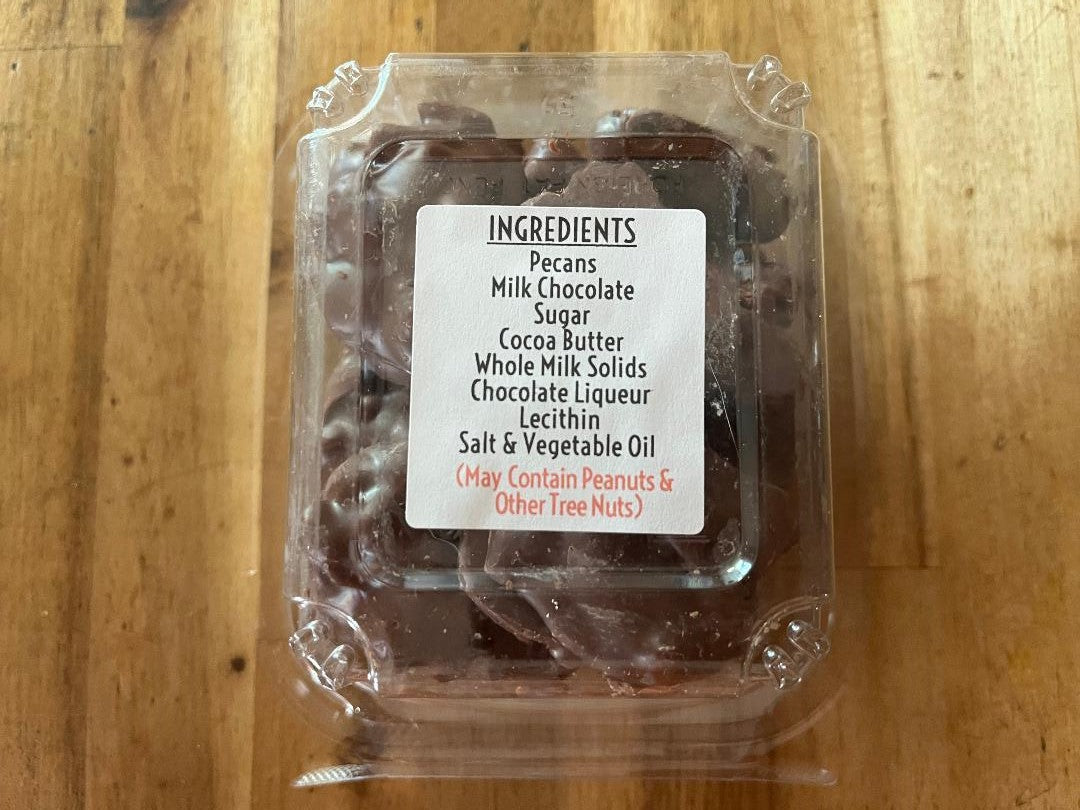 INGREDIENTS
Pecans
Milk Chocolate
Sugar
Cocoa Butter
Whole Milk Solids
Chocolate Liqueur
Lecithin
Salt & Vegetable Oil
(May Contain Peanuts &
Other Tree Nuts)